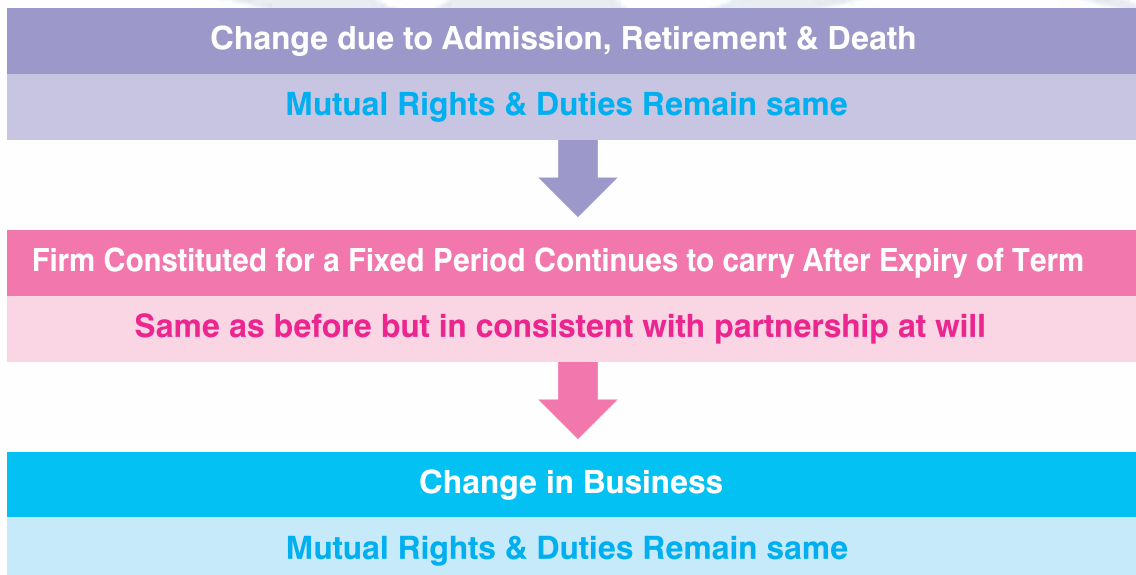 Change due to Admission, Retirement & Death
Mutual Rights & Duties Remain same
Firm Constituted for a Fixed Period Continues to carry After Expiry of Term
Same as before but in consistent with partnership at will
Change in Business
Mutual Rights & Duties Remain same